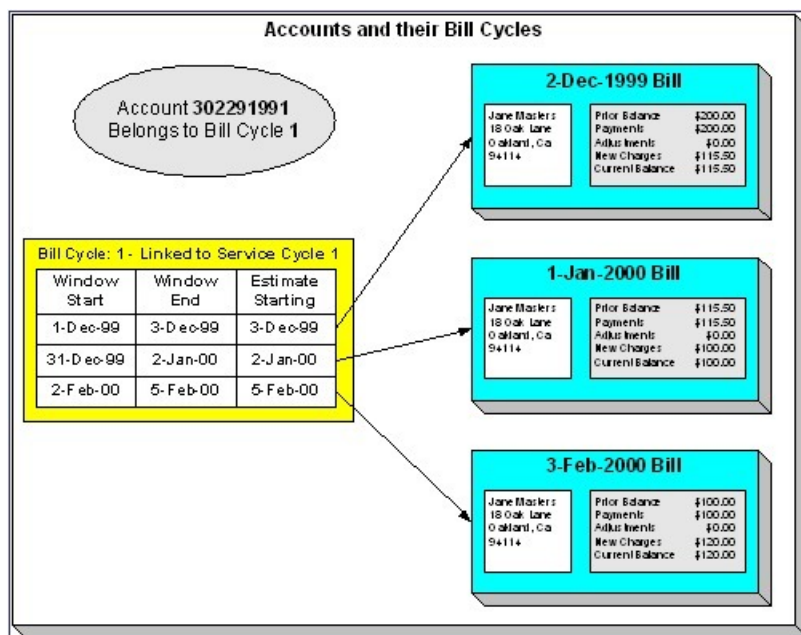 Accounts and their Bill Cycles
Account 302291991
Belongs to Bill Cycle 1
Bill Cycle: 1 - Linked to Service Cycle 1
Window Start Window End Estimate Starting
1-Dec-99 3-Dec-99 3-Dec-99
31-Dec-99 2-Jan-00 2-Jan-00
2-Feb-00 5-Feb-00 5-Feb-00
2-Dec-1999 Bill
Jane Masters
18 Oak Lane
Oakland, Ca
94114
Prior Balance $200.00
Payments $200.00
Adjustments $0.00
New Charges $115.50
Current Balance $115.50
1-Jan-2000 Bill
Jane Masters
18 Oak Lane
Oakland, Ca
94114
Prior Balance $115.50
Payments $115.50
Adjustments $0.00
New Charges $100.00
Current Balance $100.00
3-Feb-2000 Bill
Jane Masters
18 Oak Lane
Oakland, Ca
94114
Prior Balance $100.00
Payments $100.00
Adjustments $0.00
New Charges $120.00
Current Balance $120.00